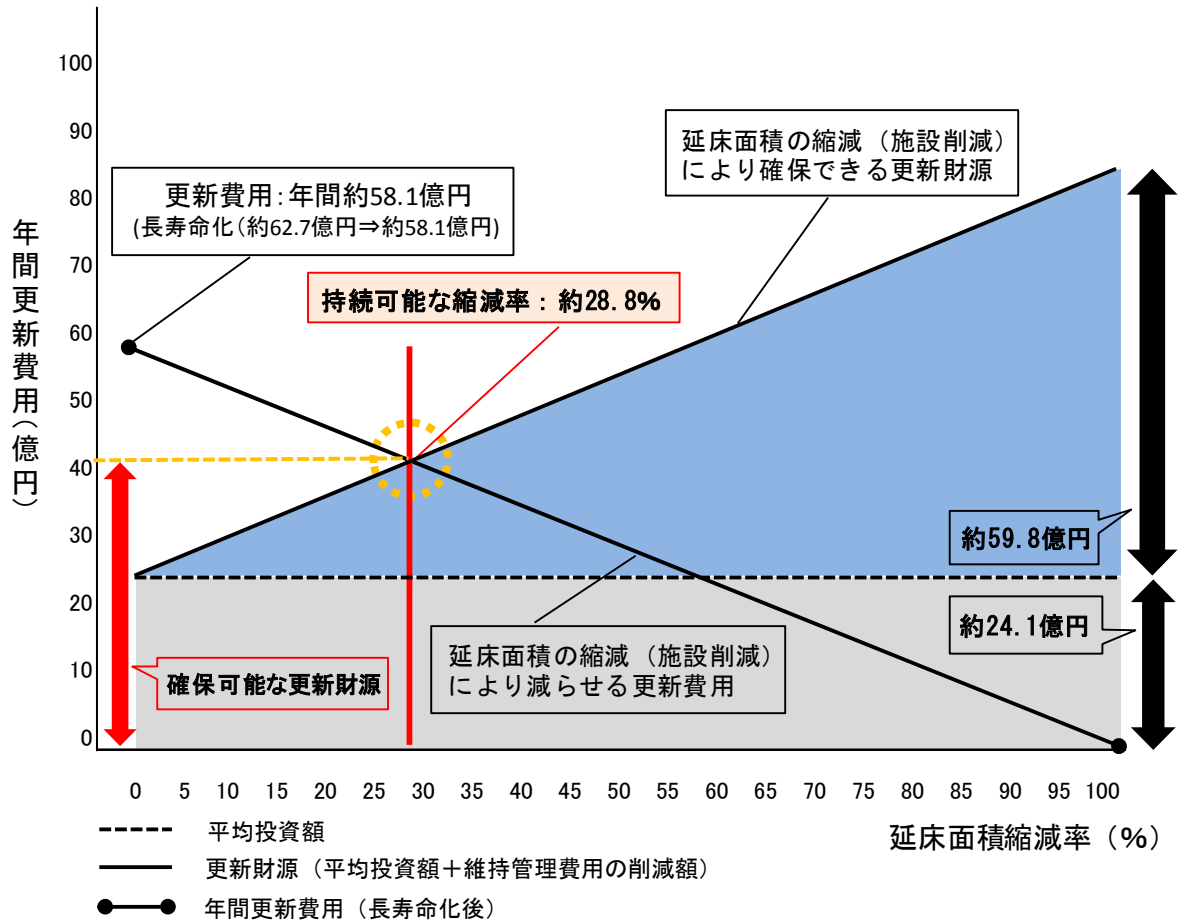 100
90
80
70
60
50
40
30
20
10
0
年間更新費用（億円）
更新費用：年間約58.1億円
(長寿命化（約62.7億円⇒約58.1億円）
延床面積の縮減（施設削減）
により確保できる更新財源
持続可能な縮減率：約28.8%
約59.8億円
約24.1億円
延床面積の縮減（施設削減）
により減らせる更新費用
確保可能な更新財源
0 5 10 15 20 25 30 35 40 45 50 55 60 65 70 75 80 85 90 95 100
延床面積縮減率（%）
平均投資額
更新財源（平均投資額＋維持管理費用の削減額）
年間更新費用（長寿命化後）